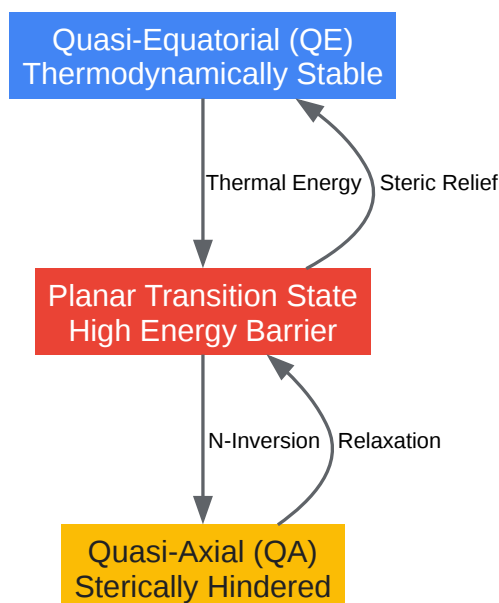 Quasi-Equatorial (QE)
Thermodynamically Stable
Thermal Energy
Steric Relief
Planar Transition State
High Energy Barrier
N-Inversion
Relaxation
Quasi-Axial (QA)
Sterically Hindered